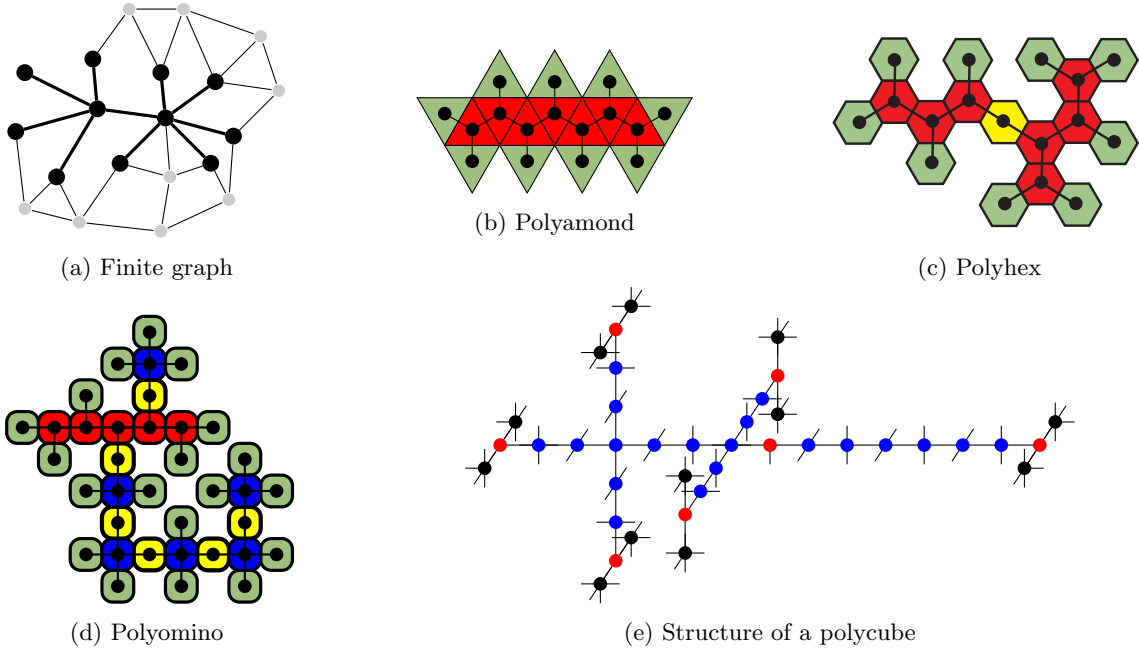 (a) Finite graph
(b) Polyamond
(c) Polyhex
(d) Polyomino
(e) Structure of a polycube